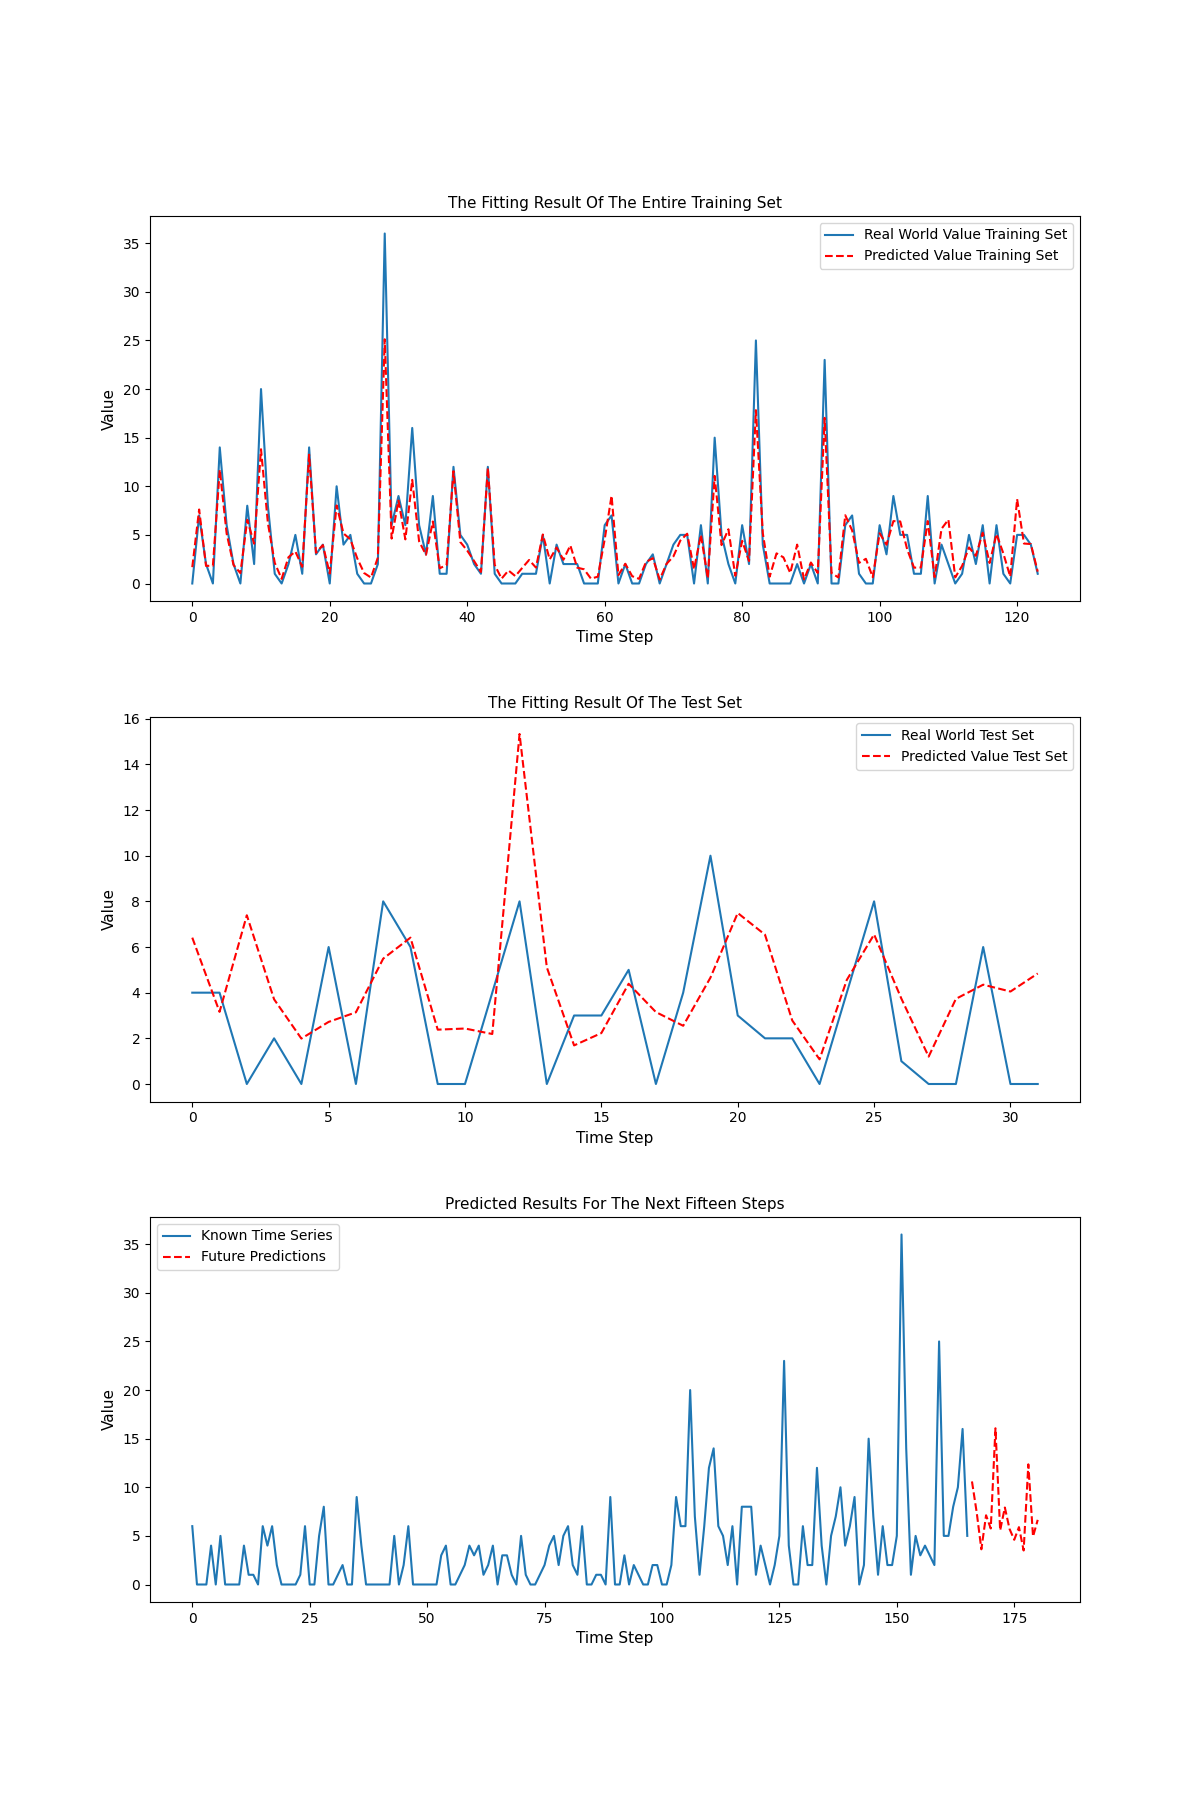 The Fitting Result Of The Entire Training Set
Real World Value Training Set
Predicted Value Training Set
Value
35
30
25
20
15
10
5
0
0 20 40 60 80 100 120
Time Step
The Fitting Result Of The Test Set
Real World Test Set
Predicted Value Test Set
Value
16
14
12
10
8
6
4
2
0
0 5 10 15 20 25 30
Time Step
Predicted Results For The Next Fifteen Steps
Known Time Series
Future Predictions
Value
35
30
25
20
15
10
5
0
0 25 50 75 100 125 150 175
Time Step